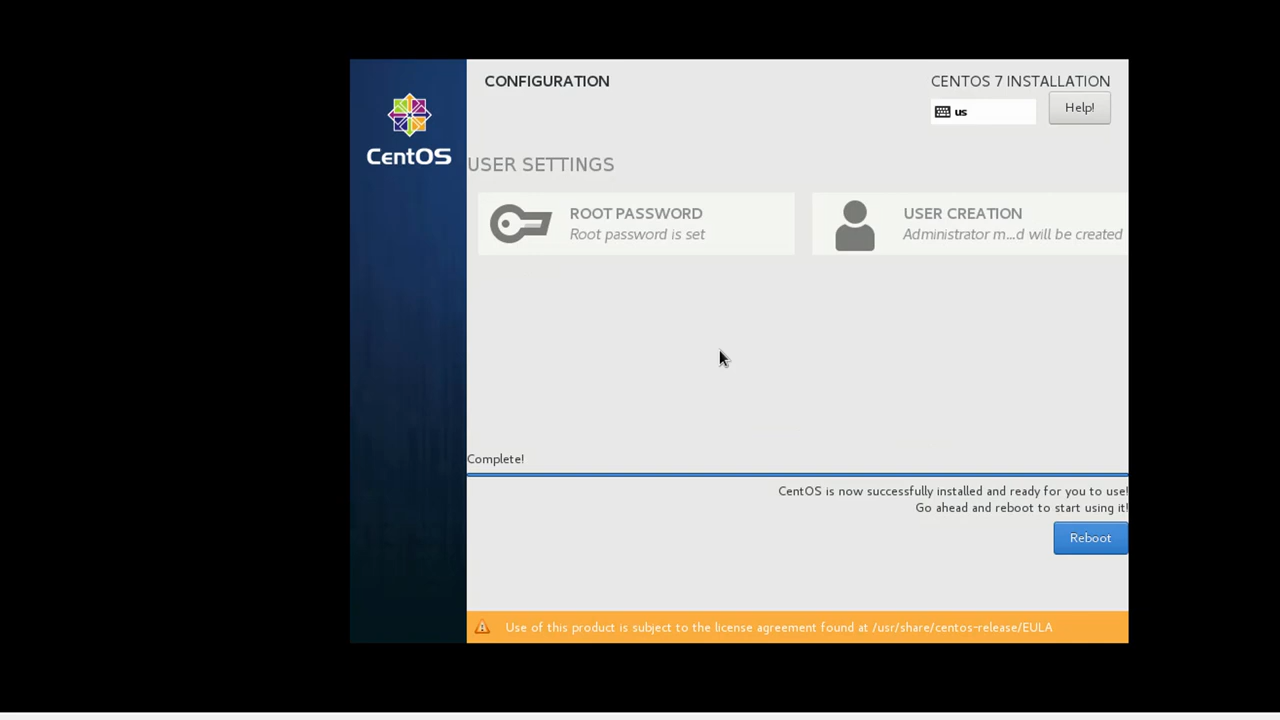 CONFIGURATION
CENTOS 7 INSTALLATION
us
Help!
CentOS
USER SETTINGS
ROOT PASSWORD
Root password is set
USER CREATION
Administrator m...d will be created
Complete!
CentOS is now successfully installed and ready for you to use!
Go ahead and reboot to start using it!
Reboot
Use of this product is subject to the license agreement found at /usr/share/centos-release/EULA